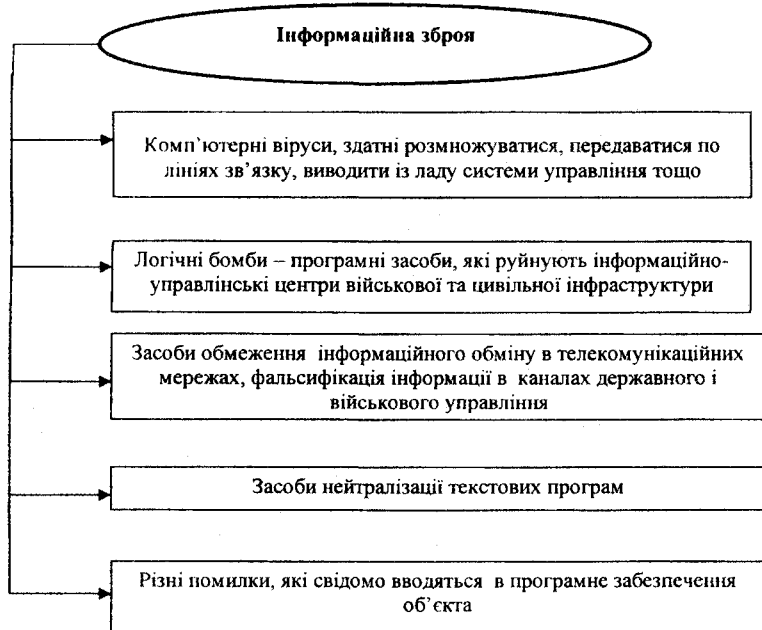 Інформаційна зброя
Комп’ютерні віруси, здатні розмножуватися, передаватися по
лініях зв’язку, виводити із ладу системи управління тощо
Логічні бомби – програмні засоби, які руйнують інформаційно-
управлінські центри військової та цивільної інфраструктури
Засоби обмеження інформаційного обміну в телекомунікаційних
мережах, фальсифікація інформації в каналах державного і
військового управління
Засоби нейтралізації текстових програм
Різні помилки, які свідомо вводяться в програмне забезпечення
об’єкта